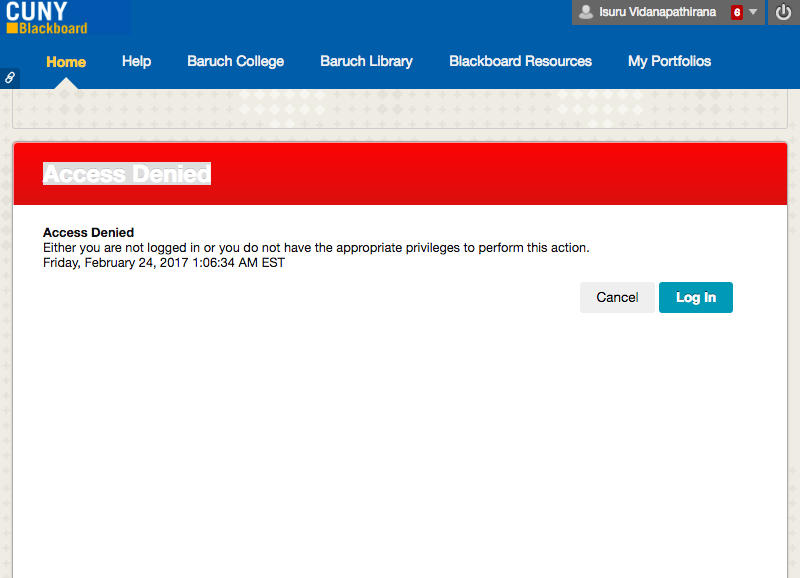 CUNY
Blackboard
Isuru Vidanapathirana 6
Home Help Baruch College Baruch Library Blackboard Resources My Portfolios
Access Denied
Access Denied
Either you are not logged in or you do not have the appropriate privileges to perform this action.
Friday, February 24, 2017 1:06:34 AM EST
Cancel Log In